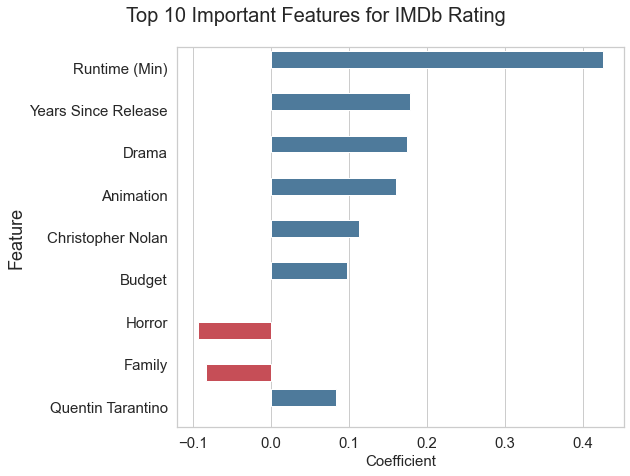 Top 10 Important Features for IMDb Rating
Runtime (Min)
Years Since Release
Drama
Animation
Christopher Nolan
Budget
Horror
Family
Quentin Tarantino
Feature
−0.1 0.0 0.1 0.2 0.3 0.4
Coefficient